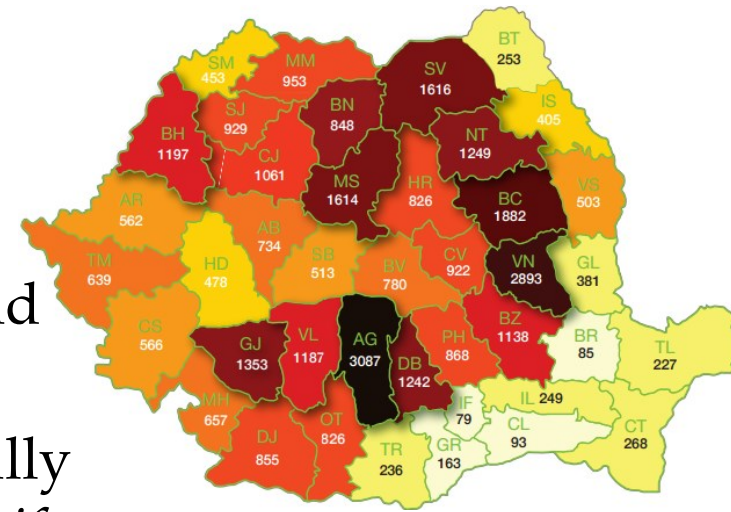 BT
253
SM
453
MM
953
SV
1616
BN
848
IS
405
SJ
929
BH
1197
NT
1249
CJ
1061
MS
1614
HR
826
BC
1882
VS
503
AR
562
AB
734
SB
513
BV
780
CV
922
VN
2893
GL
381
TM
639
HD
478
CS
566
GJ
1353
VL
1187
AG
3087
DB
1242
PH
868
BZ
1138
BR
85
TL
227
MH
657
DJ
855
OT
826
TR
236
IF
79
GR
163
IL 249
CL
93
CT
268